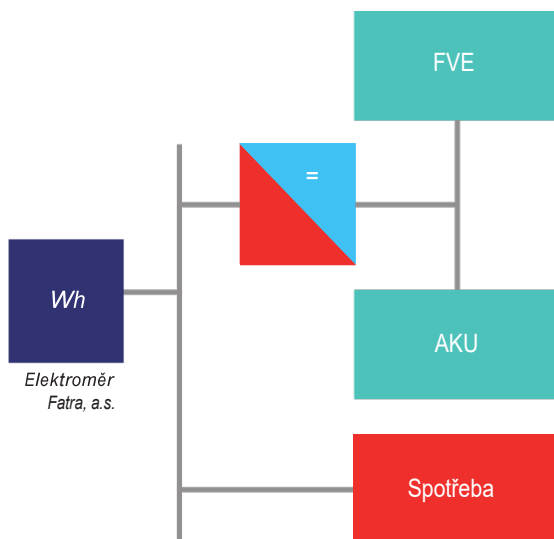 FVE
=
Wh
AKU
Elektroměr
Fatra, a.s.
Spotřeba